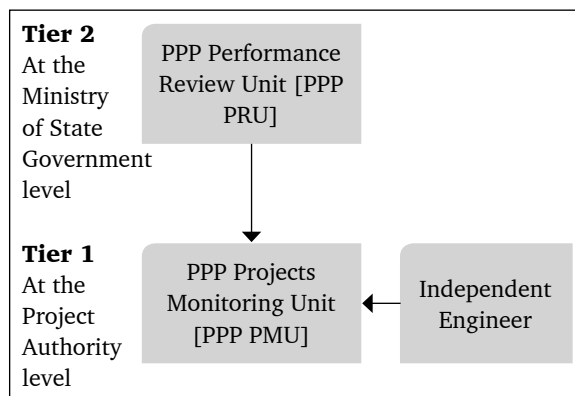 Tier 2
At the
Ministry
of State
Government
level
PPP Performance
Review Unit [PPP
PRU]
Tier 1
At the
Project
Authority
level
PPP Projects
Monitoring Unit
[PPP PMU]
Independent
Engineer